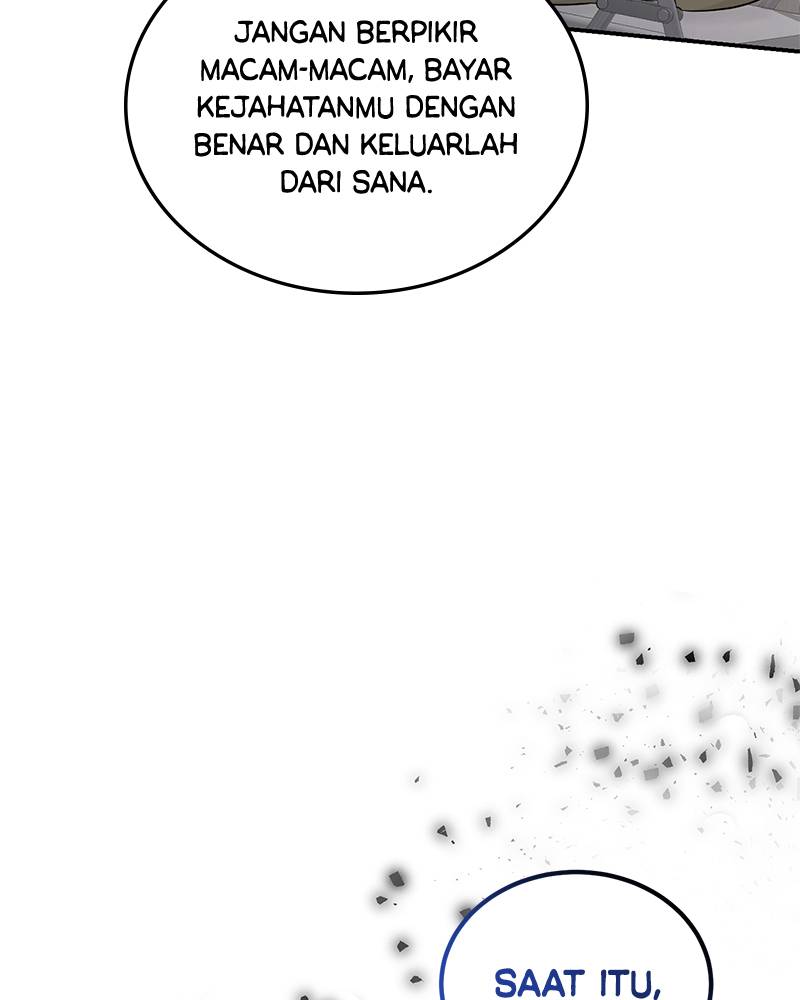 JANGAN BERPIKIR
MACAM-MACAM, BAYAR
KEJAHATANMU DENGAN
BENAR DAN KELUARLAH
DARI SANA.
SAAT ITU,